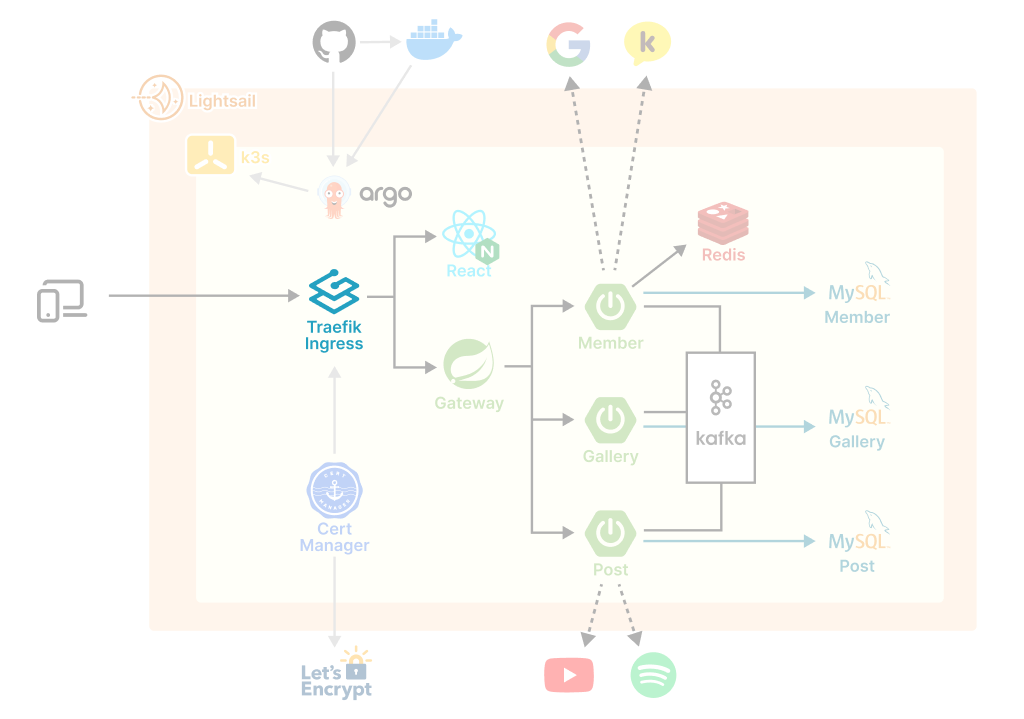 Lightsail
k3s
argo
React
Redis
MySQL
Member
Traefik
Ingress
Member
Gateway
kafka
MySQL
Gallery
Gallery
Cert
Manager
MySQL
Post
Post
Let's
Encrypt